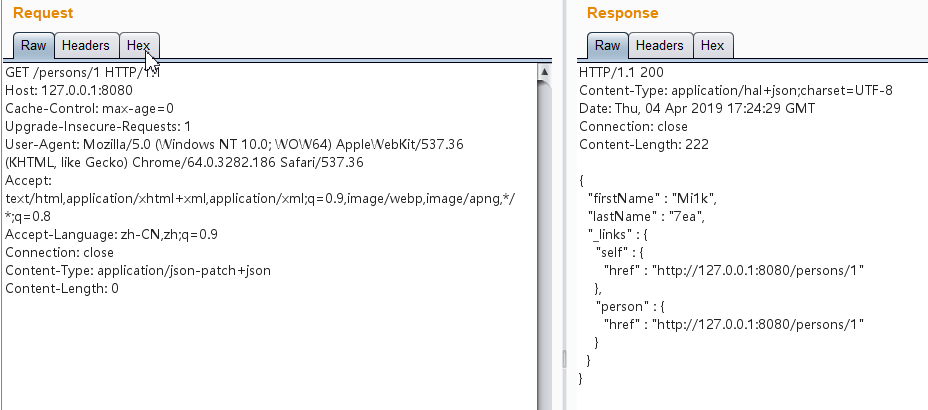 Request
Raw Headers Hex
GET /persons/1 HTTP/1.1
Host: 127.0.0.1:8080
Cache-Control: max-age=0
Upgrade-Insecure-Requests: 1
User-Agent: Mozilla/5.0 (Windows NT 10.0; WOW64) AppleWebKit/537.36
(KHTML, like Gecko) Chrome/64.0.3282.186 Safari/537.36
Accept:
text/html,application/xhtml+xml,application/xml;q=0.9,image/webp,image/apng,*/
*;q=0.8
Accept-Language: zh-CN,zh;q=0.9
Connection: close
Content-Type: application/json-patch+json
Content-Length: 0
Response
Raw Headers Hex
HTTP/1.1 200
Content-Type: application/hal+json;charset=UTF-8
Date: Thu, 04 Apr 2019 17:24:29 GMT
Connection: close
Content-Length: 222
{
"firstName" : "Mi1k",
"lastName" : "7ea",
"_links" : {
"self" : {
"href" : "http://127.0.0.1:8080/persons/1"
},
"person" : {
"href" : "http://127.0.0.1:8080/persons/1"
}
}
}